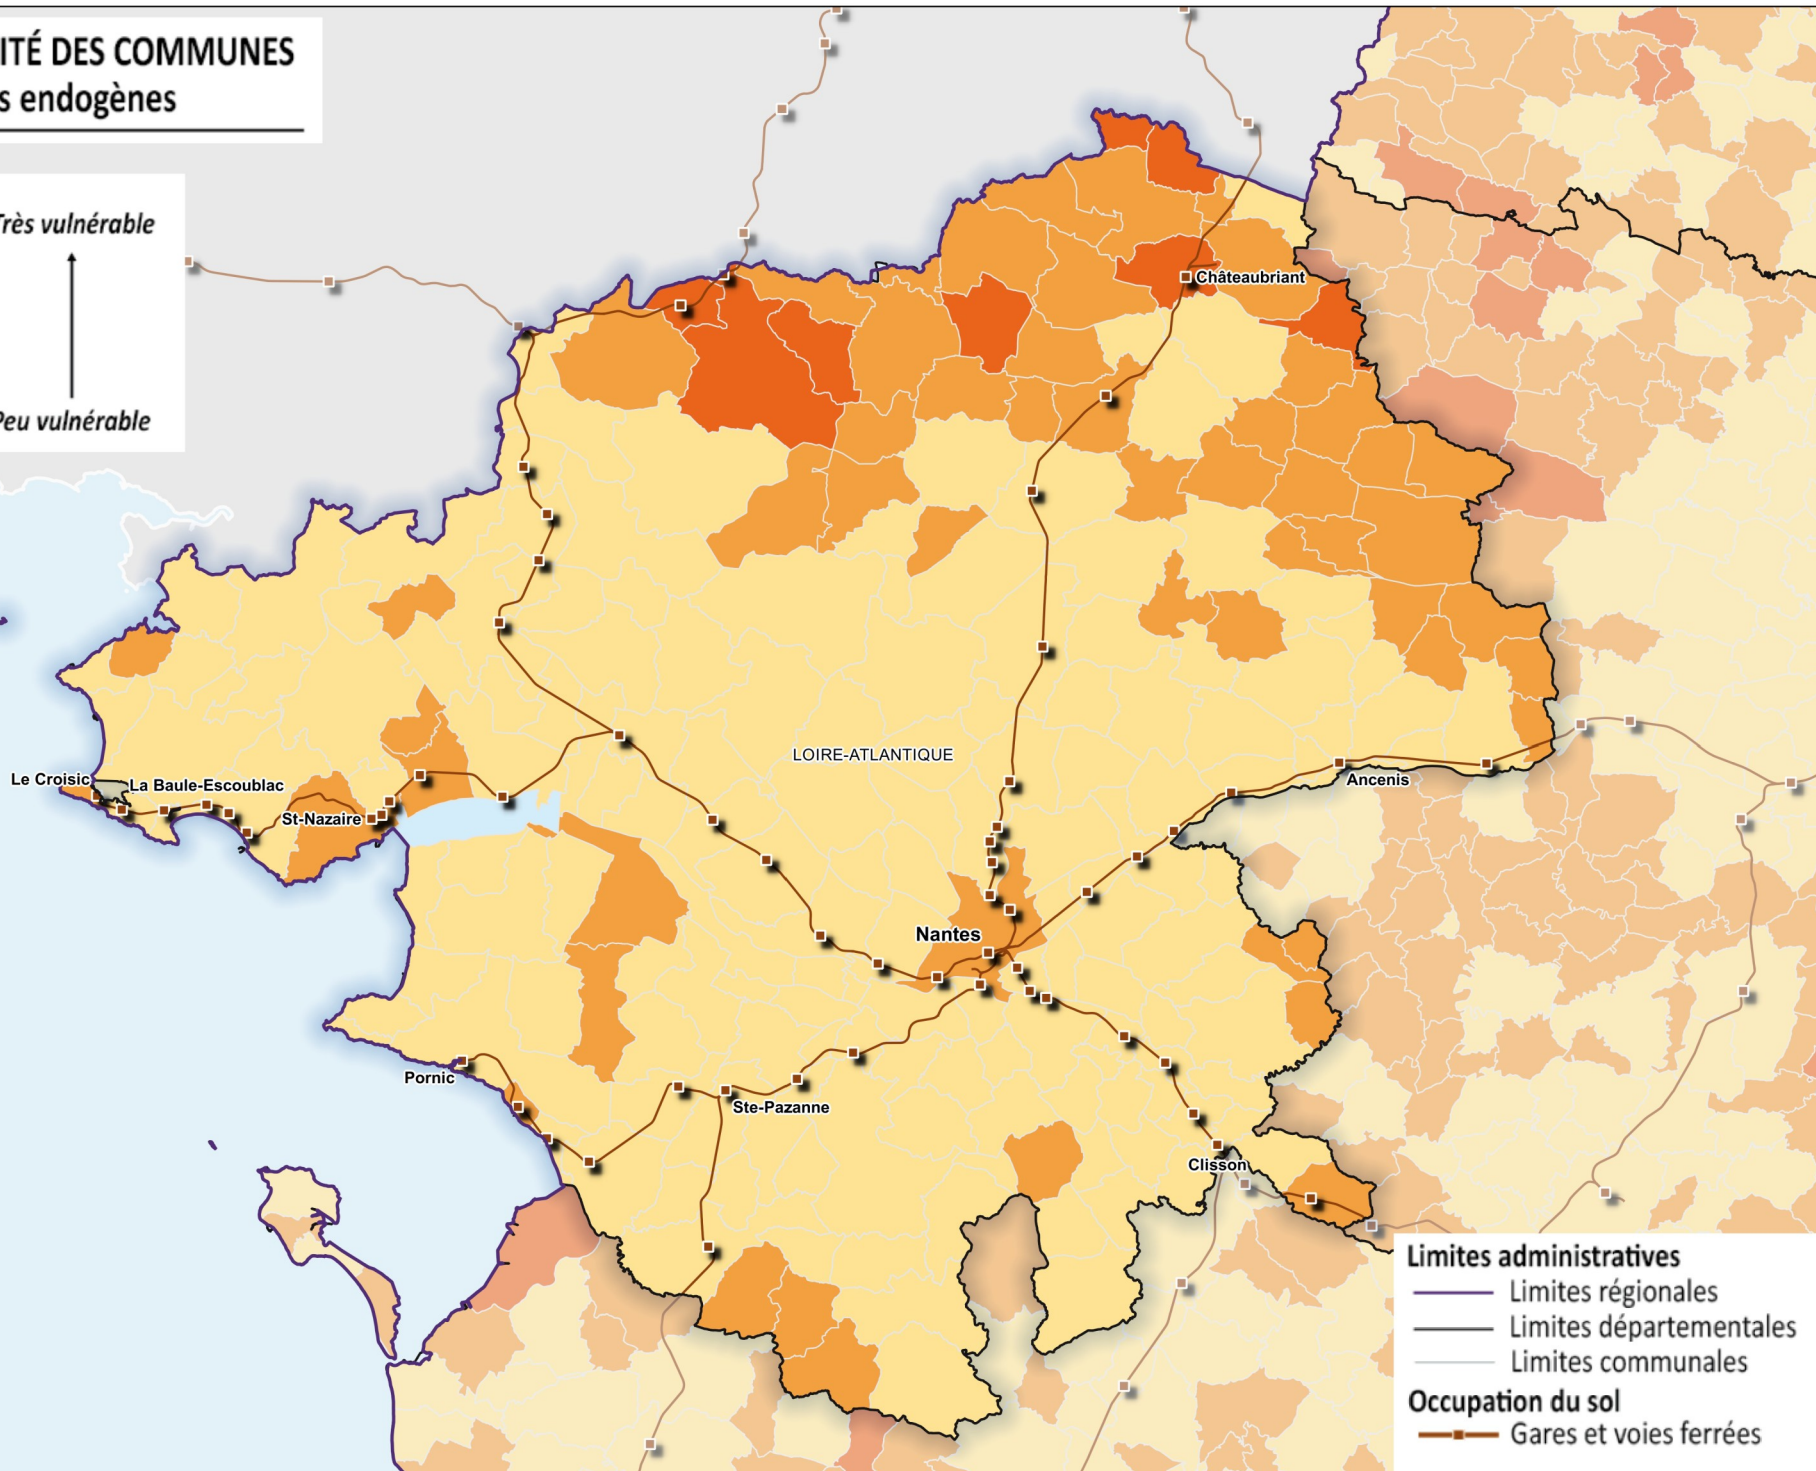 ITÉ DES COMMUNES
s endogènes
Très vulnérable
Peu vulnérable
Châteaubriant
LOIRE-ATLANTIQUE
Le Croisic
La Baule-Escoublac
St-Nazaire
Ancenis
Nantes
Pornic
Ste-Pazanne
Clisson
Limites administratives
Limites régionales
Limites départementales
Limites communales
Occupation du sol
Gares et voies ferrées